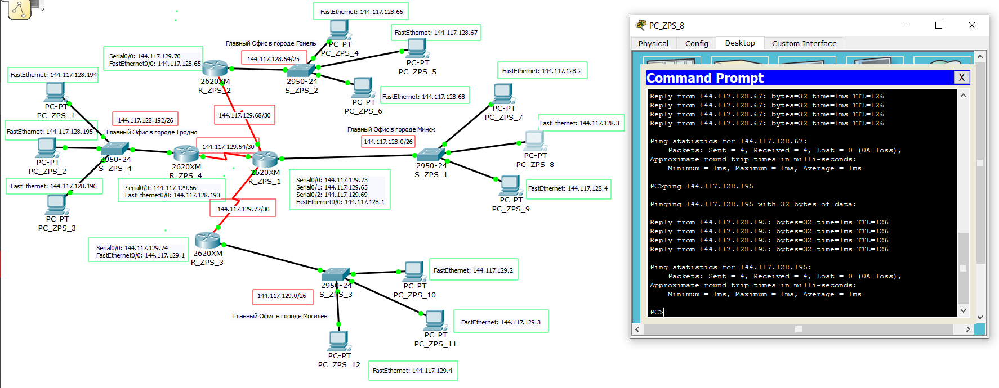 FastEthernet: 144.117.128.66
PC-PT
PC_ZPS_4
FastEthernet: 144.117.128.67
PC-PT
PC_ZPS_5
Главный Офис в городе Гомель
144.117.128.64/25
Serial0/0: 144.117.129.70
FastEthernet0/0: 144.117.128.65
2620XM
R_ZPS_2
2950-24
S_ZPS_2
PC-PT
PC_ZPS_6
FastEthernet: 144.117.128.68
FastEthernet: 144.117.128.2
PC-PT
PC_ZPS_7
FastEthernet: 144.117.128.194
PC-PT
PC_ZPS_1
144.117.128.192/26
144.117.129.68/30
FastEthernet: 144.117.128.195
Главный Офис в городе Гродно
PC-PT
PC_ZPS_2
2950-24
S_ZPS_4
144.117.129.64/30
2620XM
R_ZPS_4
2620XM
R_ZPS_1
Главный Офис в городе Минск
144.117.128.0/26
2950-24
S_ZPS_1
FastEthernet: 144.117.128.3
PC-PT
PC_ZPS_8
FastEthernet: 144.117.128.4
PC-PT
PC_ZPS_9
FastEthernet: 144.117.128.196
PC-PT
PC_ZPS_3
Serial0/0: 144.117.129.66
FastEthernet0/0: 144.117.128.193
Serial0/0: 144.117.129.73
Serial0/1: 144.117.129.65
Serial0/2: 144.117.129.69
FastEthernet0/0: 144.117.128.1
144.117.129.72/30
Serial0/0: 144.117.129.74
FastEthernet0/0: 144.117.129.1
2620XM
R_ZPS_3
2950-24
S_ZPS_3
144.117.129.0/26
Главный Офис в городе Могилёв
PC-PT
PC_ZPS_10
FastEthernet: 144.117.129.2
PC-PT
PC_ZPS_11
FastEthernet: 144.117.129.3
PC-PT
PC_ZPS_12
FastEthernet: 144.117.129.4
PC_ZPS_8
Physical Config Desktop Custom Interface
Command Prompt X
Reply from 144.117.128.67: bytes=32 time=1ms TTL=126
Reply from 144.117.128.67: bytes=32 time=1ms TTL=126
Reply from 144.117.128.67: bytes=32 time=1ms TTL=126
Reply from 144.117.128.67: bytes=32 time=1ms TTL=126
Ping statistics for 144.117.128.67:
Packets: Sent = 4, Received = 4, Lost = 0 (0% loss),
Approximate round trip times in milli-seconds:
Minimum = 1ms, Maximum = 1ms, Average = 1ms
PC>ping 144.117.128.195
Pinging 144.117.128.195 with 32 bytes of data:
Reply from 144.117.128.195: bytes=32 time=1ms TTL=126
Reply from 144.117.128.195: bytes=32 time=1ms TTL=126
Reply from 144.117.128.195: bytes=32 time=1ms TTL=126
Reply from 144.117.128.195: bytes=32 time=1ms TTL=126
Ping statistics for 144.117.128.195:
Packets: Sent = 4, Received = 4, Lost = 0 (0% loss),
Approximate round trip times in milli-seconds:
Minimum = 1ms, Maximum = 1ms, Average = 1ms
PC>